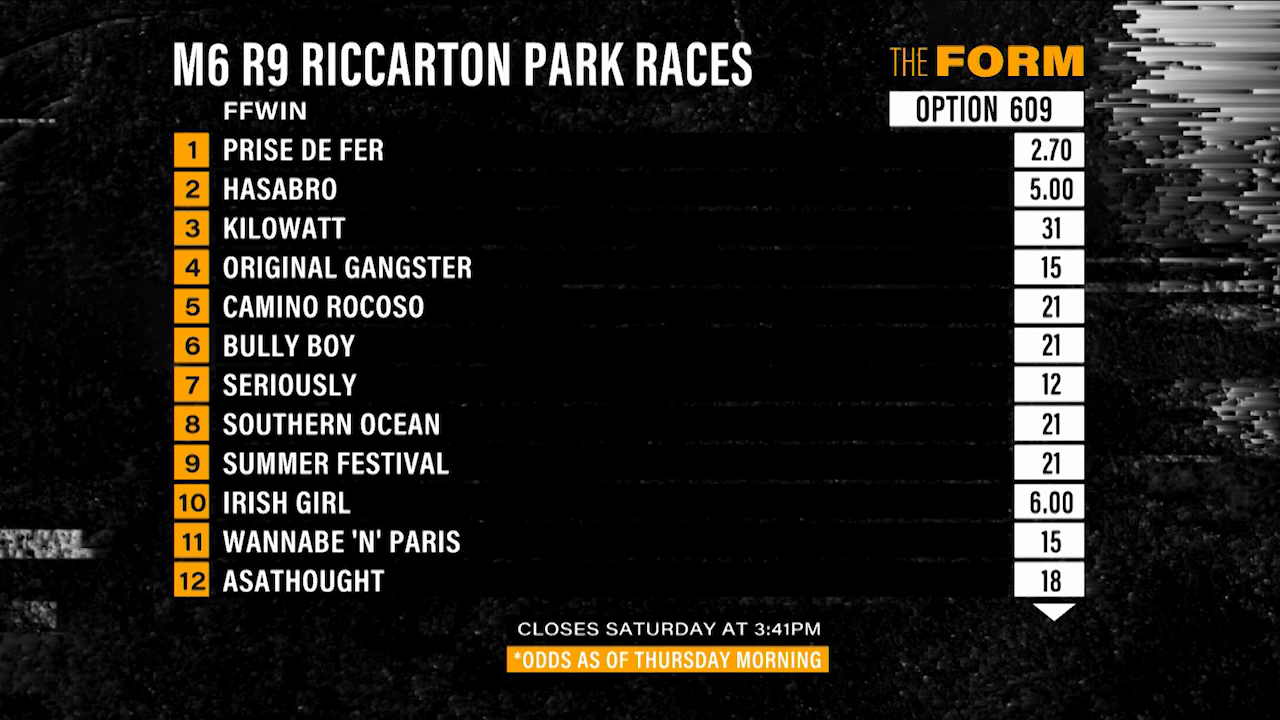 M6 R9 RICCARTON PARK RACES
THE FORM
FFWIN
OPTION 609
1 PRISE DE FER 2.70
2 HASABRO 5.00
3 KILOWATT 31
4 ORIGINAL GANGSTER 15
5 CAMINO ROCOSO 21
6 BULLY BOY 21
7 SERIOUSLY 12
8 SOUTHERN OCEAN 21
9 SUMMER FESTIVAL 21
10 IRISH GIRL 6.00
11 WANNABE 'N' PARIS 15
12 ASATHOUGHT 18
CLOSES SATURDAY AT 3:41PM
*ODDS AS OF THURSDAY MORNING